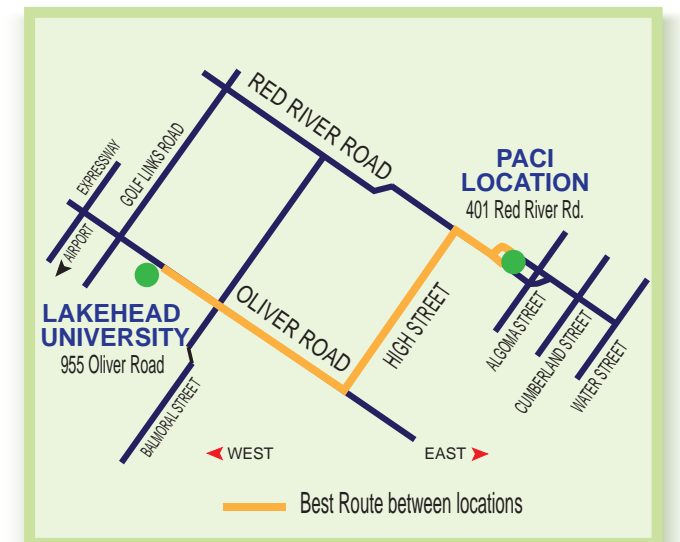 RED RIVER ROAD
EXPRESSWAY
GOLF LINKS ROAD
AIRPORT
PACI
LOCATION
401 Red River Rd.
LAKEHEAD
UNIVERSITY
955 Oliver Road
OLIVER ROAD
HIGH STREET
ALGOMA STREET
CUMBERLAND STREET
WATER STREET
BALMORAL STREET
WEST
EAST
Best Route between locations